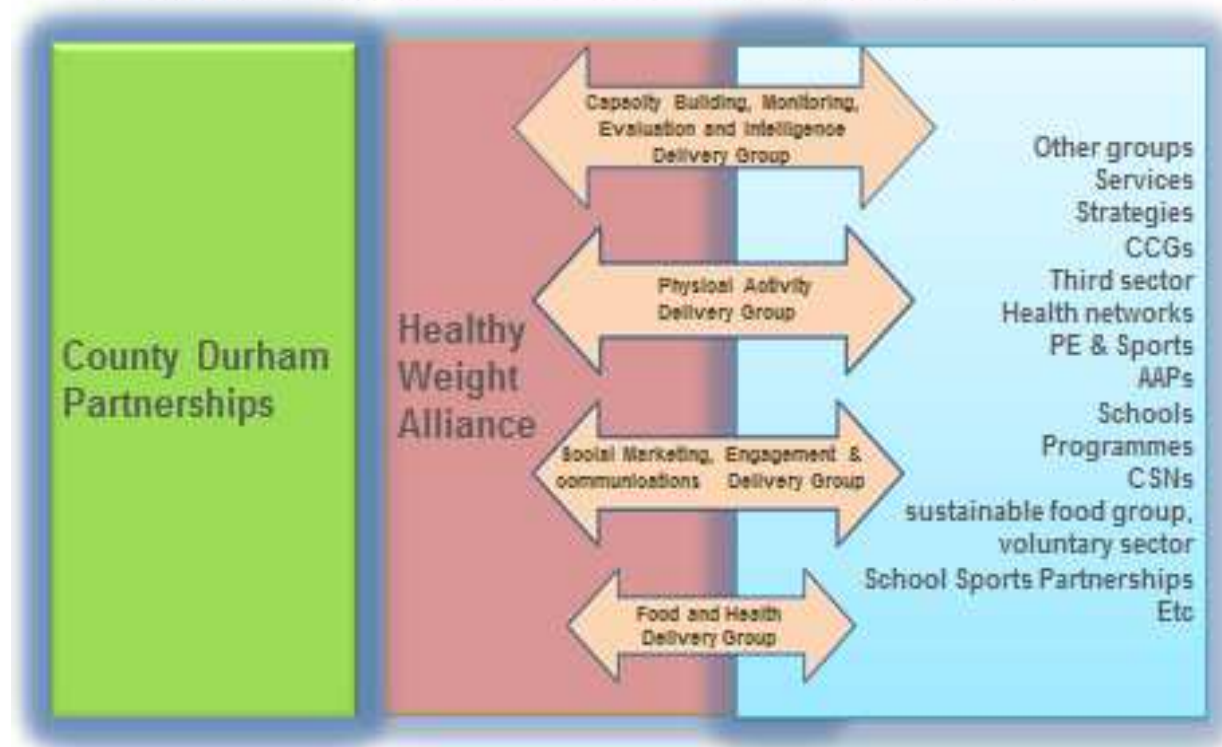 County Durham
Partnerships
Healthy
Weight
Alliance
Capacity Building, Monitoring,
Evaluation and Intelligence
Delivery Group
Physical Activity
Delivery Group
Social Marketing, Engagement &
communications Delivery Group
Food and Health
Delivery Group
Other groups
Services
Strategies
CCGs
Third sector
Health networks
PE & Sports
AAPs
Schools
Programmes
CSNs
sustainable food group,
voluntary sector
School Sports Partnerships
Etc